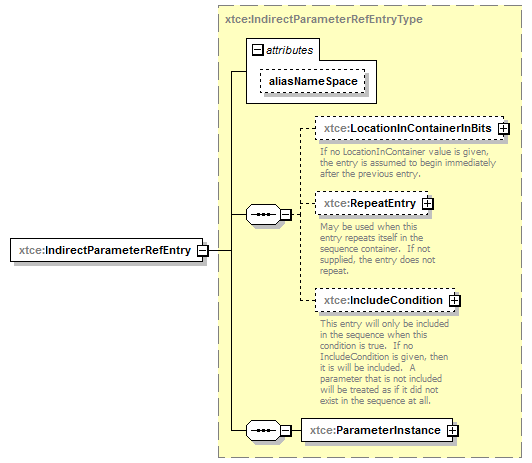 xtce:IndirectParameterRefEntryType
attributes
aliasNameSpace
xtce:LocationInContainerInBits
If no LocationInContainer value is given,
the entry is assumed to begin immediately
after the previous entry.
xtce:RepeatEntry
May be used when this
entry repeats itself in the
sequence container.  If not
supplied, the entry does not
repeat.
xtce:IndirectParameterRefEntry
xtce:IncludeCondition
This entry will only be included
in the sequence when this
condition is true.  If no
IncludeCondition is given, then
it is will be included.  A
parameter that is not included
will be treated as if it did not
exist in the sequence at all.
xtce:ParameterInstance